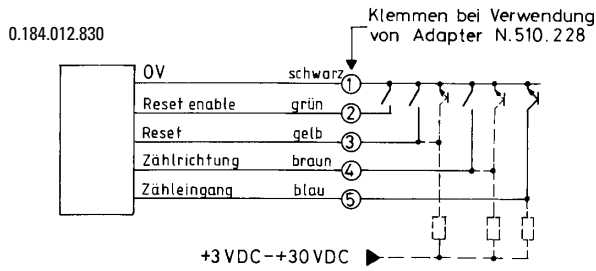 Klemmen bei Verwendung
von Adapter N.510.228
0.184.012.830
0V schwarz 1
Reset enable grün 2
Reset gelb 3
Zählrichtung braun 4
Zähleingang blau 5
+3VDC-+30VDC